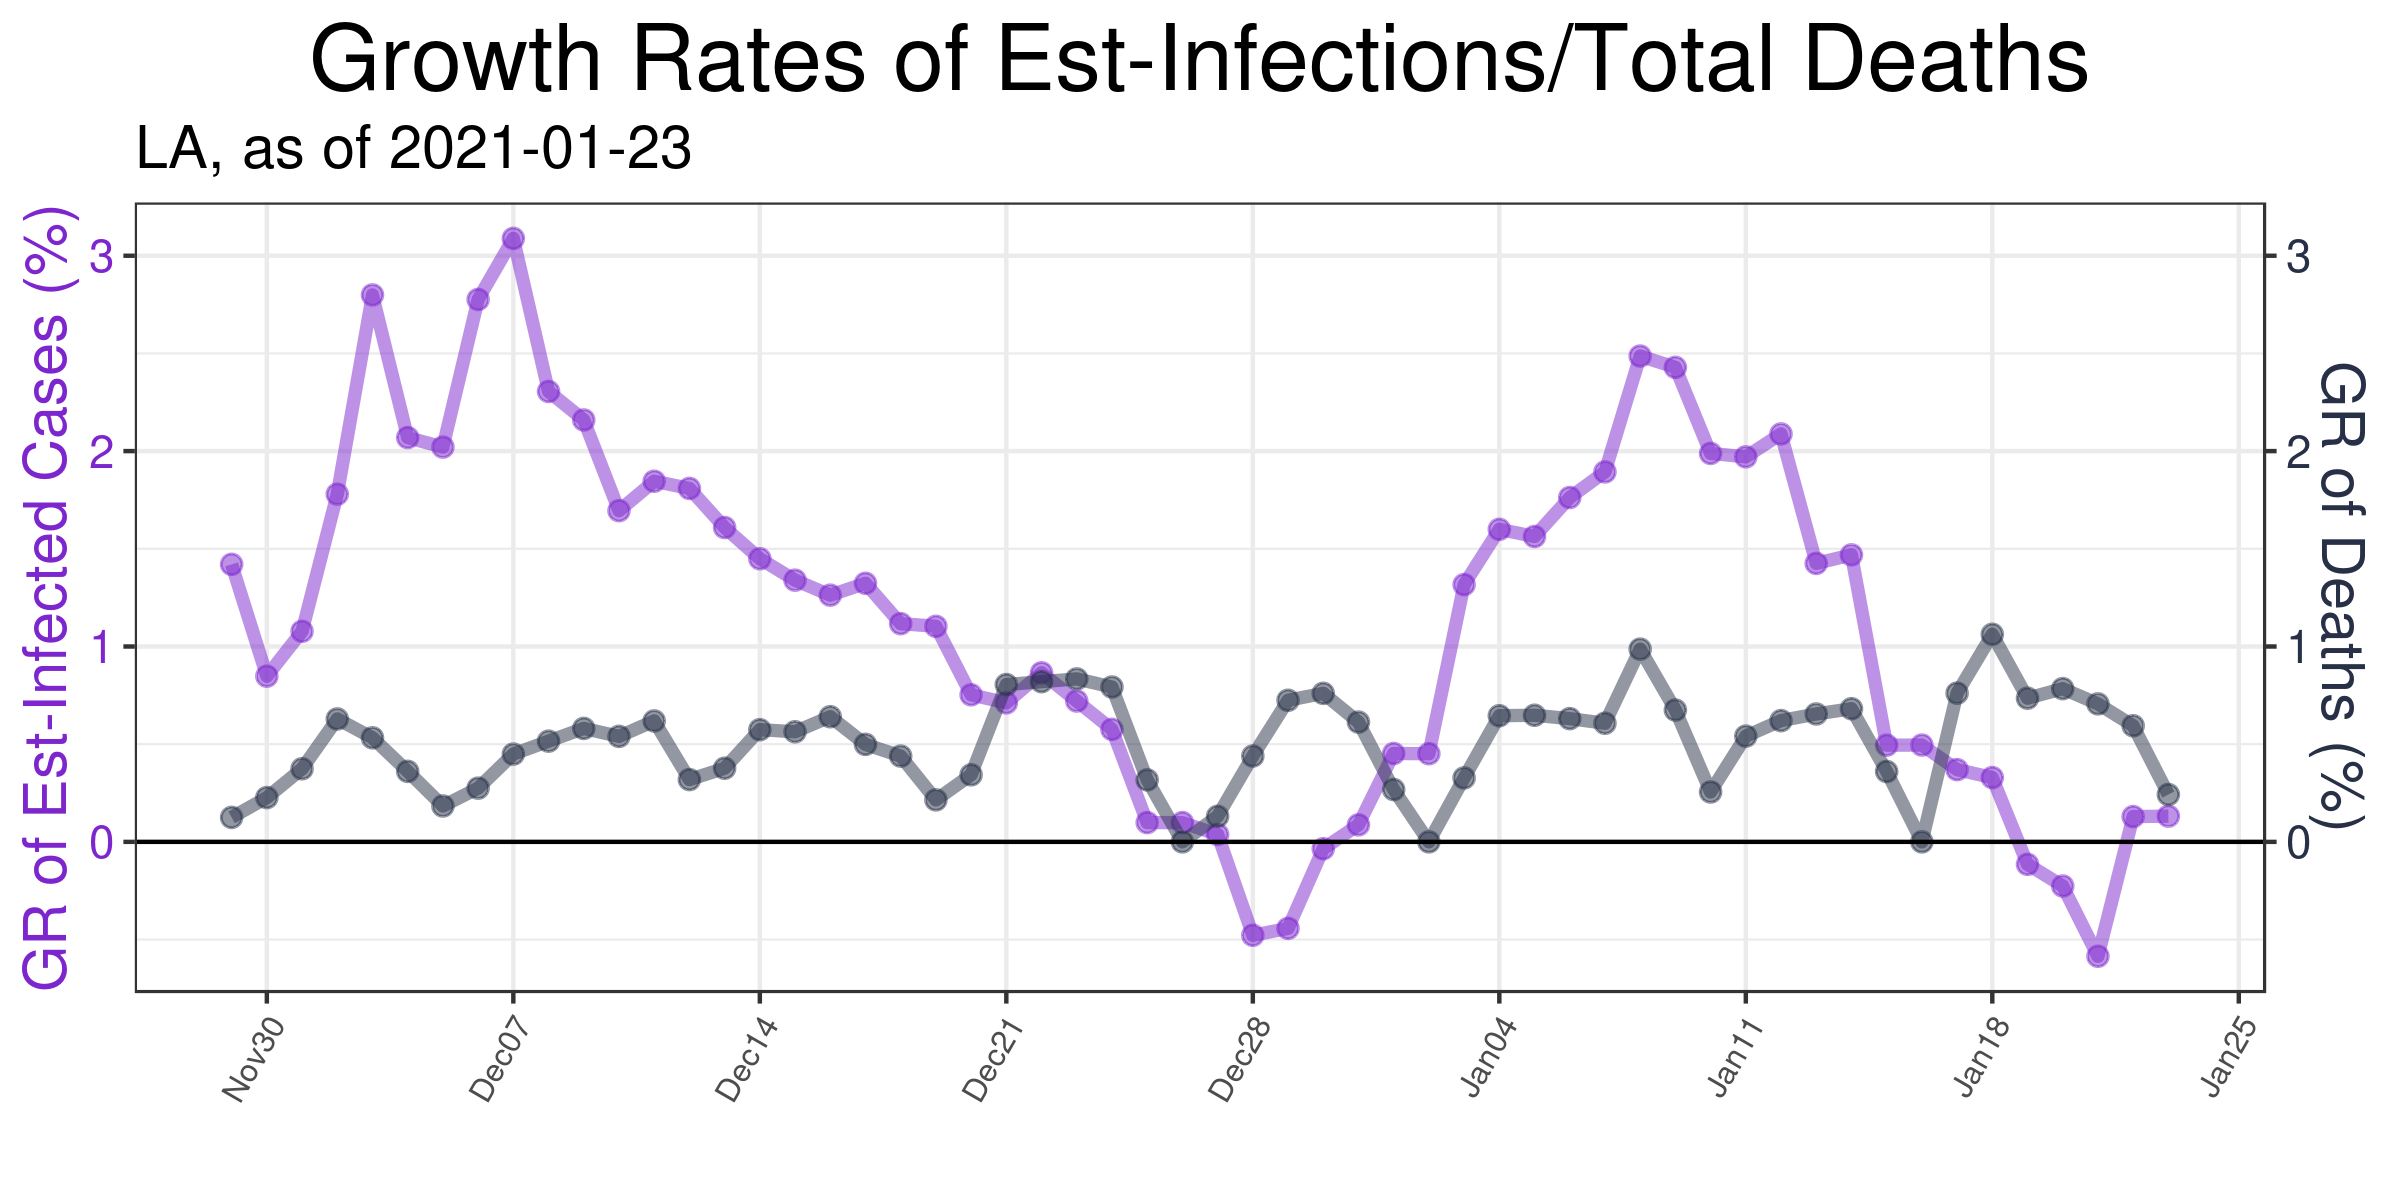 Growth Rates of Est-Infections/Total Deaths
LA, as of 2021-01-23
GR of Est-Infected Cases (%)
3
2
1
0
3
2
1
0
GR of Deaths (%)
Nov30
Dec07
Dec14
Dec21
Dec28
Jan04
Jan11
Jan18
Jan25